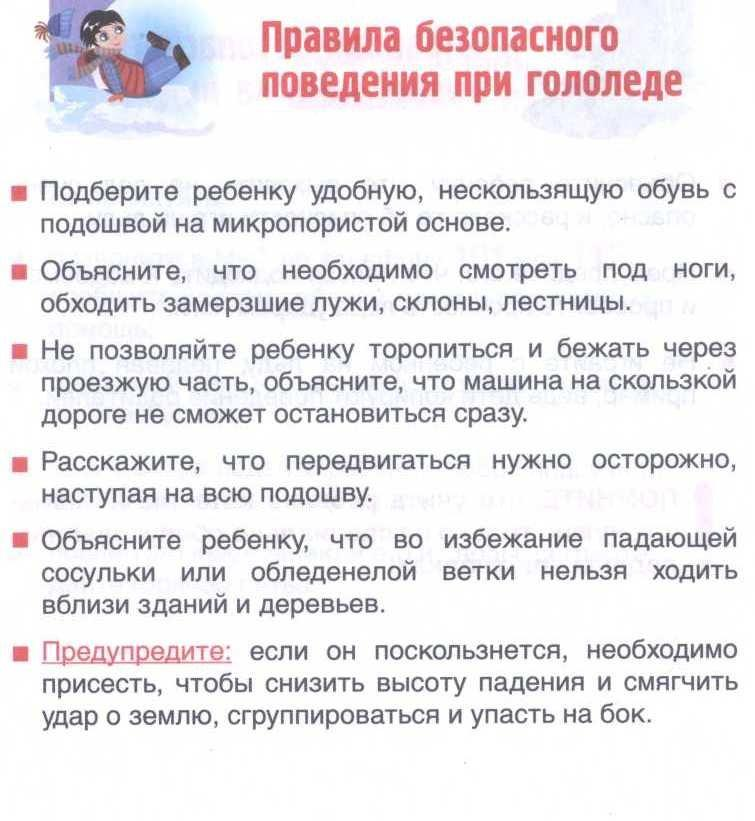 Правила безопасного
поведения при гололеде
■ Подберите ребенку удобную, нескользящую обувь с
подошвой на микропористой основе.
■ Объясните, что необходимо смотреть под ноги,
обходить замерзшие лужи, склоны, лестницы.
■ Не позволяйте ребенку торопиться и бежать через
проезжую часть, объясните, что машина на скользкой
дороге не сможет остановиться сразу.
■ Расскажите, что передвигаться нужно осторожно,
наступая на всю подошву.
■ Объясните ребенку, что во избежание падающей
сосульки или обледенелой ветки нельзя ходить
вблизи зданий и деревьев.
■ Предупредите: если он поскользнется, необходимо
присесть, чтобы снизить высоту падения и смягчить
удар о землю, сгруппироваться и упасть на бок.